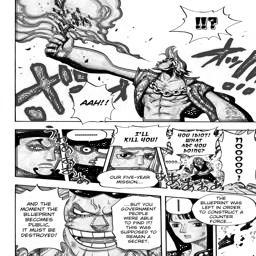 !!?
AAH!!
I'LL
KILL YOU!
YOU IDIOT!
WHAT
ARE YOU
DOING?
OUR FIVE-YEAR
MISSION...
THE
BLUEPRINT WAS
LEFT IN ORDER
TO CONSTRUCT A
COUNTER
FORCE...
...BUT YOU
GOVERNMENT
PEOPLE WERE
ABLE TO FIND IT!
THIS WAS
SUPPOSED TO
REMAIN A
SECRET.
AND THE MOMENT
THE BLUEPRINT
BECOMES
PUBLIC,
IT MUST BE
DESTROYED!